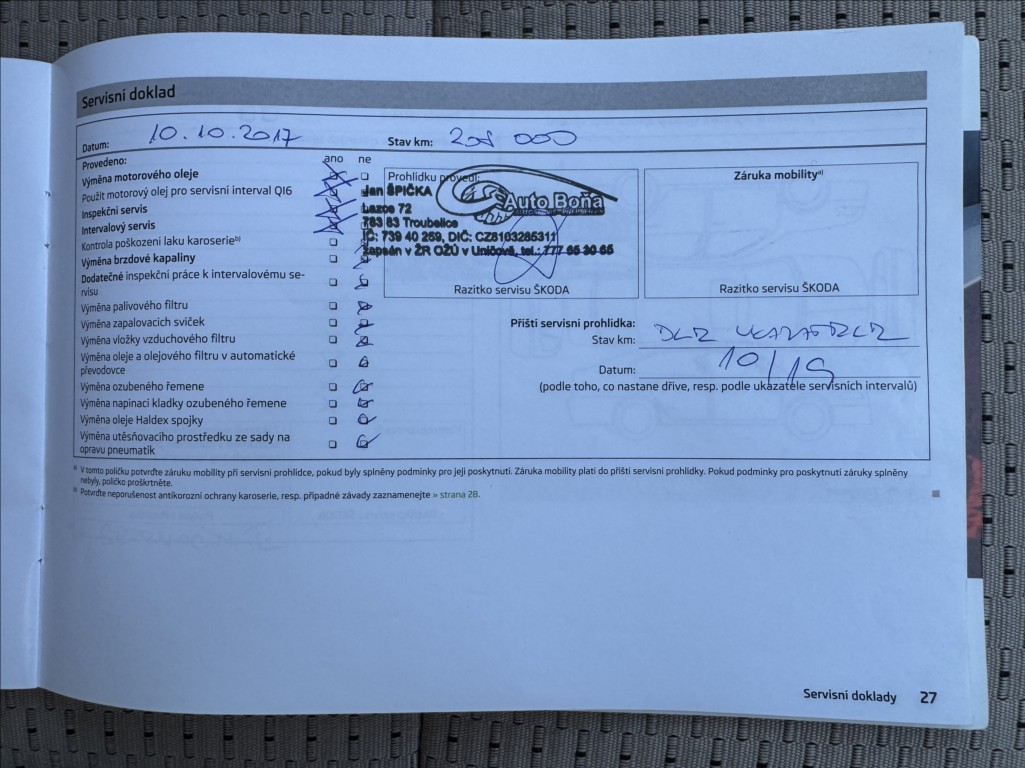 Servisní doklad
Datum: 10.10.2017 Stav km: 208 000
Provedeno: ano ne
Výměna motorového oleje
Použit motorový olej pro servisní interval QI6
Inspekční servis
Intervalový servis
Kontrola poškození laku karoserieb)
Výměna brzdové kapaliny
Dodatečné inspekční práce k intervalovému se-
rvisu
Výměna palivového filtru
Výměna zapalovacích svíček
Výměna vložky vzduchového filtru
Výměna oleje a olejového filtru v automatické
převodovce
Výměna ozubeného řemene
Výměna napínací kladky ozubeného řemene
Výměna oleje Haldex spojky
Výměna utěsňovacího prostředku ze sady na
opravu pneumatik
Prohlídku provedl:
Jan ŠPIČKA
Auto Boňa
Lazce 72
783 83 Troubelice
IČ: 739 40 259, DIČ: CZ8103285311
zapsán v ŽR OŽÚ v Uničově, tel.: 777 65 30 65
Razítko servisu ŠKODA
Záruka mobilitya)
Razítko servisu ŠKODA
Příští servisní prohlídka:
Stav km: DLE UKAZATELE
Datum: 10/19
(podle toho, co nastane dříve, resp. podle ukazatele servisních intervalů)
a) V tomto políčku potvrďte záruku mobility při servisní prohlídce, pokud byly splněny podmínky pro její poskytnutí. Záruka mobility platí do příští servisní prohlídky. Pokud podmínky pro poskytnutí záruky splněny
nebyly, políčko proškrtněte.
b) Potvrďte neporušenost antikorozní ochrany karoserie, resp. případné závady zaznamenejte » strana 28.
Servisní doklady 27